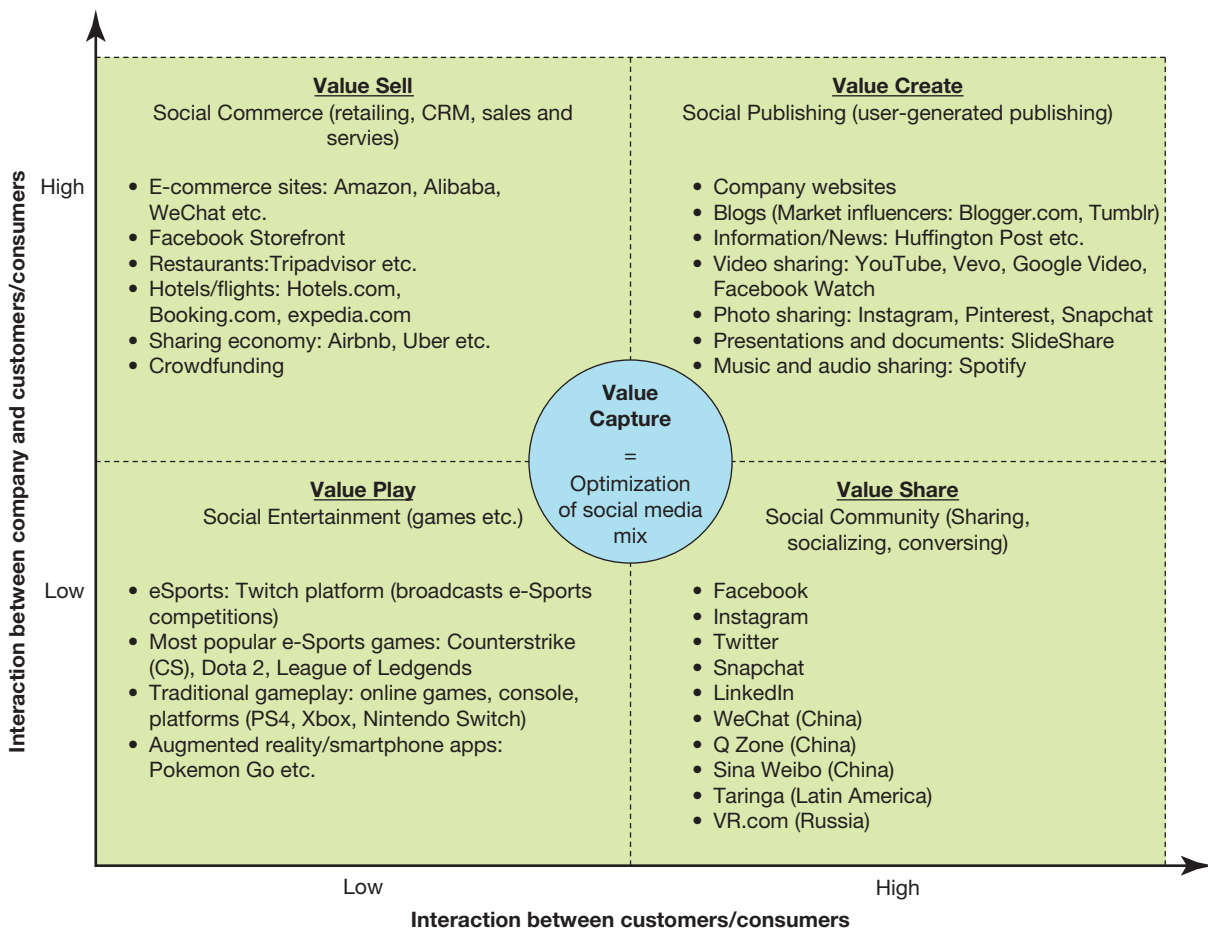 Interaction between company and customers/consumers
High
Low
Value Sell
Social Commerce (retailing, CRM, sales and
servies)
• E-commerce sites: Amazon, Alibaba,
WeChat etc.
• Facebook Storefront
• Restaurants:Tripadvisor etc.
• Hotels/flights: Hotels.com,
Booking.com, expedia.com
• Sharing economy: Airbnb, Uber etc.
• Crowdfunding
Value Create
Social Publishing (user-generated publishing)
• Company websites
• Blogs (Market influencers: Blogger.com, Tumblr)
• Information/News: Huffington Post etc.
• Video sharing: YouTube, Vevo, Google Video,
Facebook Watch
• Photo sharing: Instagram, Pinterest, Snapchat
• Presentations and documents: SlideShare
• Music and audio sharing: Spotify
Value
Capture
=
Optimization
of social media
mix
Value Play
Social Entertainment (games etc.)
• eSports: Twitch platform (broadcasts e-Sports
competitions)
• Most popular e-Sports games: Counterstrike
(CS), Dota 2, League of Ledgends
• Traditional gameplay: online games, console,
platforms (PS4, Xbox, Nintendo Switch)
• Augmented reality/smartphone apps:
Pokemon Go etc.
Value Share
Social Community (Sharing,
socializing, conversing)
• Facebook
• Instagram
• Twitter
• Snapchat
• LinkedIn
• WeChat (China)
• Q Zone (China)
• Sina Weibo (China)
• Taringa (Latin America)
• VR.com (Russia)
Low
High
Interaction between customers/consumers